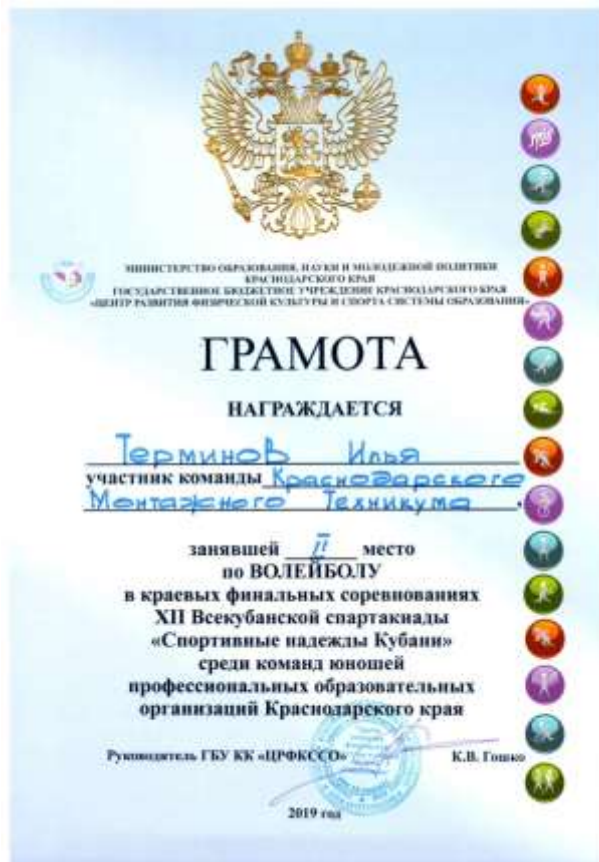 МИНИСТЕРСТВО ОБРАЗОВАНИЯ, НАУКИ И МОЛОДЕЖНОЙ ПОЛИТИКИ
КРАСНОДАРСКОГО КРАЯ
ГОСУДАРСТВЕННОЕ БЮДЖЕТНОЕ УЧРЕЖДЕНИЕ КРАСНОДАРСКОГО КРАЯ
«ЦЕНТР РАЗВИТИЯ ФИЗИЧЕСКОЙ КУЛЬТУРЫ И СПОРТА СИСТЕМЫ ОБРАЗОВАНИЯ»
ГРАМОТА
НАГРАЖДАЕТСЯ
Терминов Илья
участник команды Краснодарского
Монтажного Техникума,
занявшей II место
по ВОЛЕЙБОЛУ
в краевых финальных соревнованиях
XII Всекубанской спартакиады
«Спортивные надежды Кубани»
среди команд юношей
профессиональных образовательных
организаций Краснодарского края
Руководитель ГБУ КК «ЦРФКССО» К.В. Гошко
2019 год